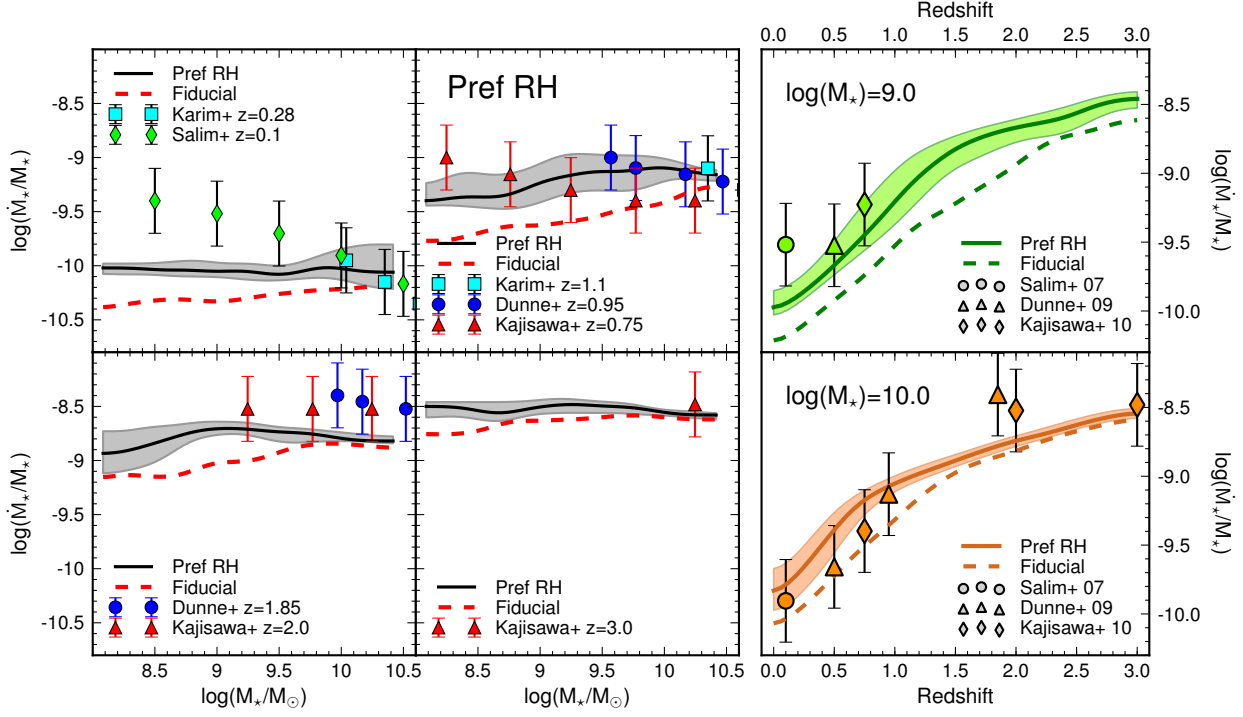 Redshift
0.0 0.5 1.0 1.5 2.0 2.5 3.0
Pref RH
Fiducial
Karim+ z=0.28
Salim+ z=0.1
-8.5
-9
-9.5
-10
-10.5
log(Ṁ⋆/M⋆)
Pref RH
Pref RH
Fiducial
Karim+ z=1.1
Dunne+ z=0.95
Kajisawa+ z=0.75
log(M⋆)=9.0
Pref RH
Fiducial
Salim+ 07
Dunne+ 09
Kajisawa+ 10
-8.5
-9.0
-9.5
-10.0
log(Ṁ⋆/M⋆)
-8.5
-9
-9.5
-10
-10.5
log(Ṁ⋆/M⋆)
Pref RH
Fiducial
Dunne+ z=1.85
Kajisawa+ z=2.0
8.5 9 9.5 10 10.5
log(M⋆/M☉)
Pref RH
Fiducial
Kajisawa+ z=3.0
8.5 9 9.5 10 10.5
log(M⋆/M☉)
log(M⋆)=10.0
Pref RH
Fiducial
Salim+ 07
Dunne+ 09
Kajisawa+ 10
-8.5
-9.0
-9.5
-10.0
log(Ṁ⋆/M⋆)
0.0 0.5 1.0 1.5 2.0 2.5 3.0
Redshift